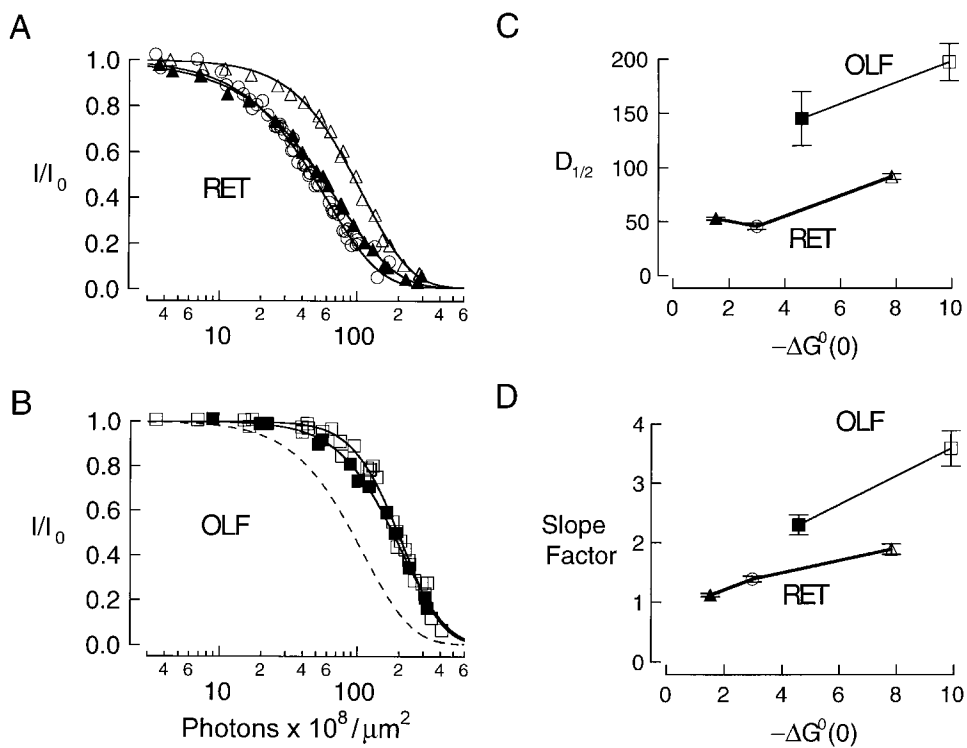 A
1.0
0.8
0.6
I/I0
0.4
0.2
0.0
RET
4 6 2 4 6 2 4 6
10 100
B
1.0
0.8
0.6
I/I0
0.4
0.2
0.0
OLF
4 6 2 4 6 2 4 6
10 100
Photons x 10^8/μm^2
C
200
150
D1/2
100
50
0
OLF
RET
0 2 4 6 8 10
−ΔG^0(0)
D
OLF
4
3
Slope
Factor
2
1
0
RET
0 2 4 6 8 10
−ΔG^0(0)